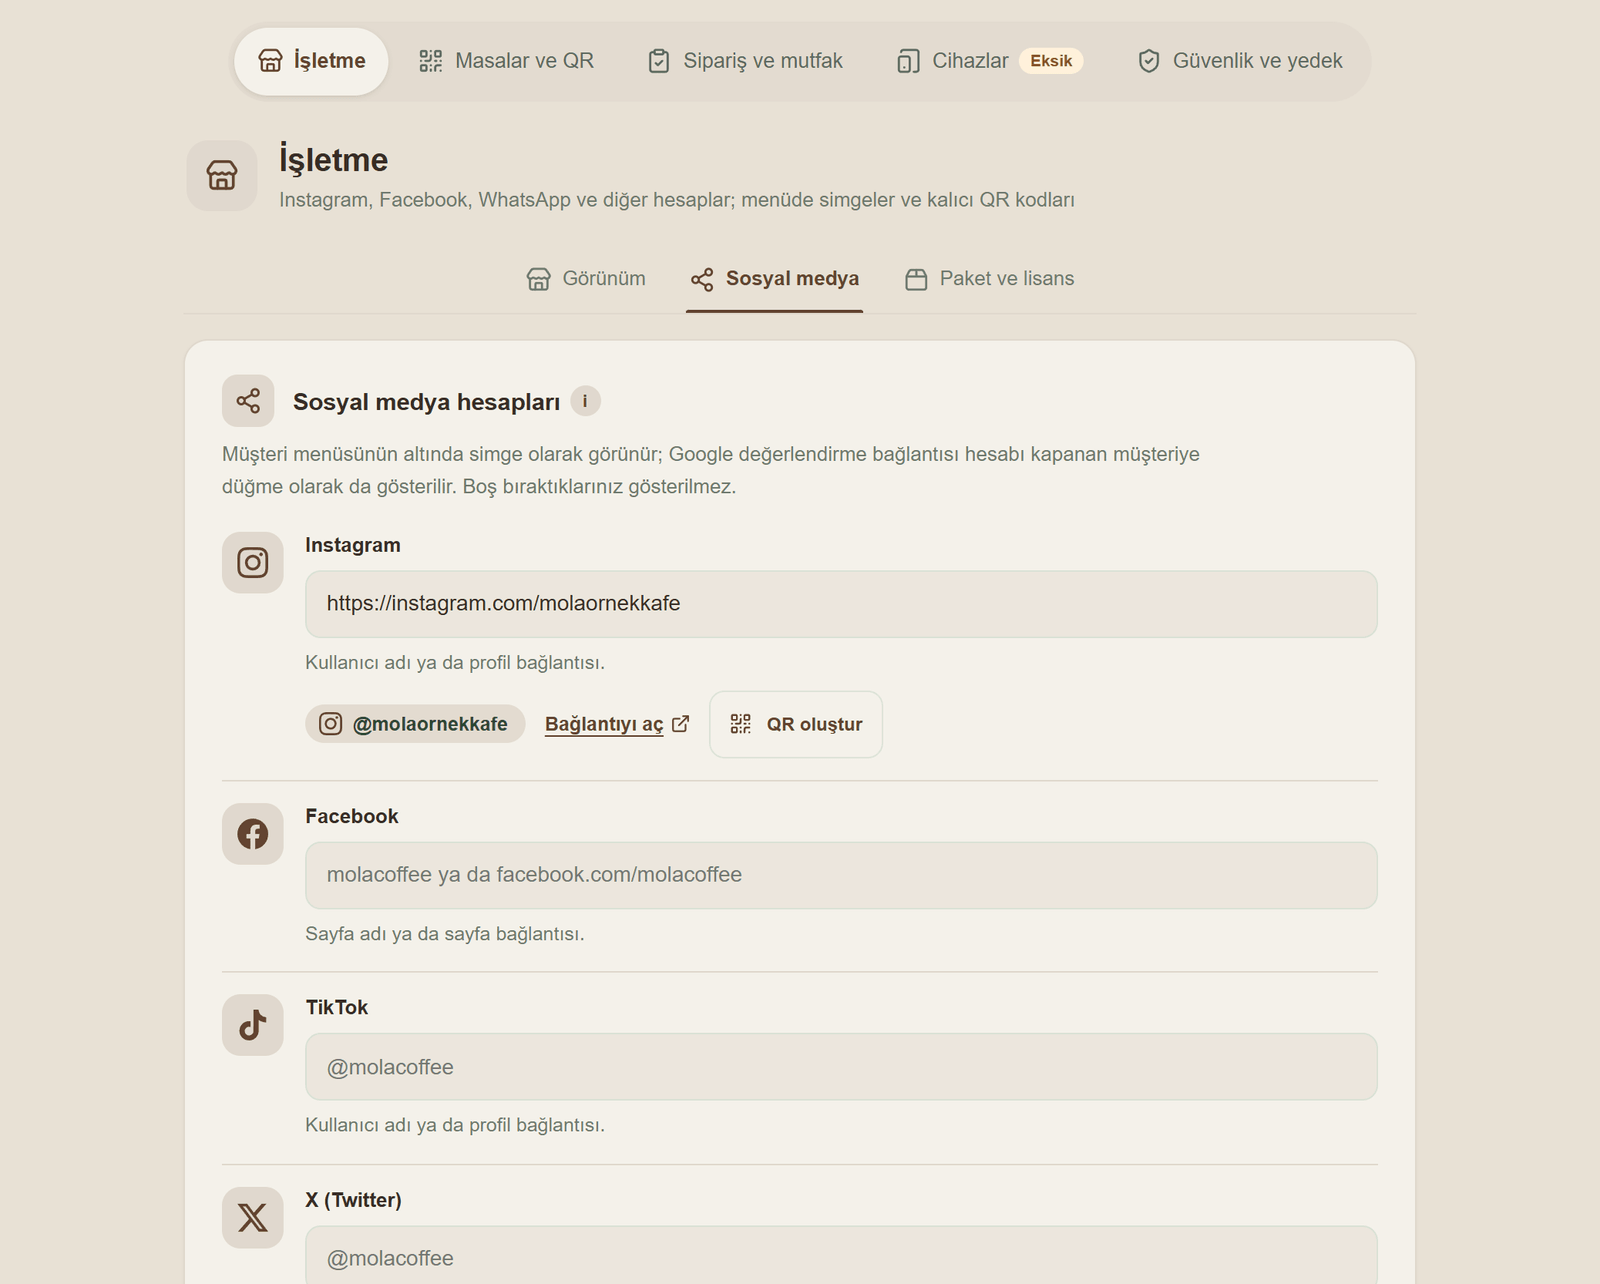 İşletme
Masalar ve QR
Sipariş ve mutfak
Cihazlar
Eksik
Güvenlik ve yedek
İşletme
Instagram, Facebook, WhatsApp ve diğer hesaplar; menüde simgeler ve kalıcı QR kodları
Görünüm
Sosyal medya
Paket ve lisans
Sosyal medya hesapları
i
Müşteri menüsünün altında simge olarak görünür; Google değerlendirme bağlantısı hesabı kapanan müşteriye
düğme olarak da gösterilir. Boş bıraktıklarınız gösterilmez.
Instagram
https://instagram.com/molaornekkafe
Kullanıcı adı ya da profil bağlantısı.
@molaornekkafe
Bağlantıyı aç
QR oluştur
Facebook
molacoffee ya da facebook.com/molacoffee
Sayfa adı ya da sayfa bağlantısı.
TikTok
@molacoffee
Kullanıcı adı ya da profil bağlantısı.
X (Twitter)
@molacoffee